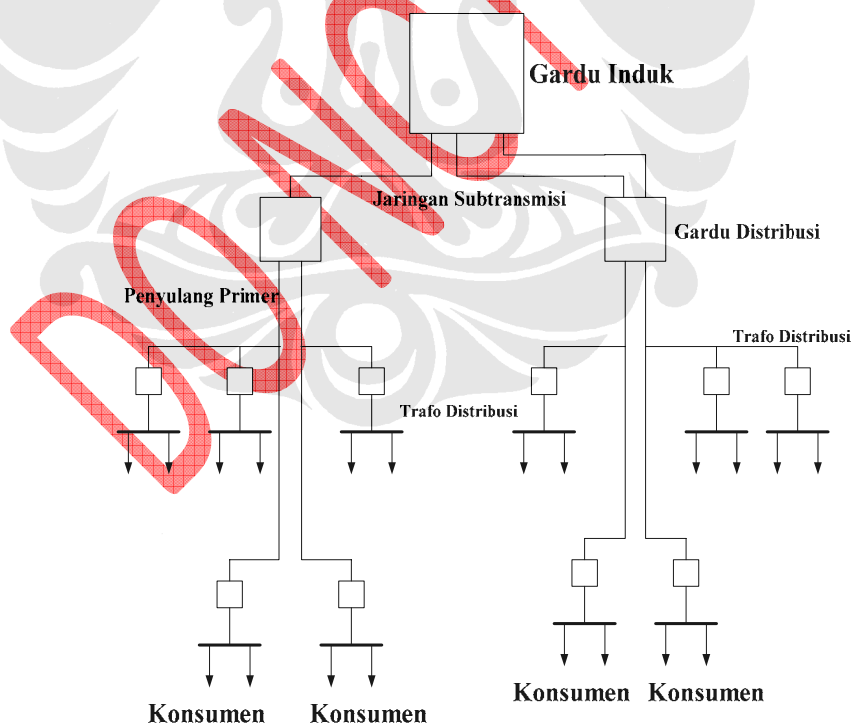 Gardu Induk
Jaringan Subtransmisi
Gardu Distribusi
Penyulang Primer
Trafo Distribusi
Trafo Distribusi
Konsumen Konsumen
Konsumen Konsumen